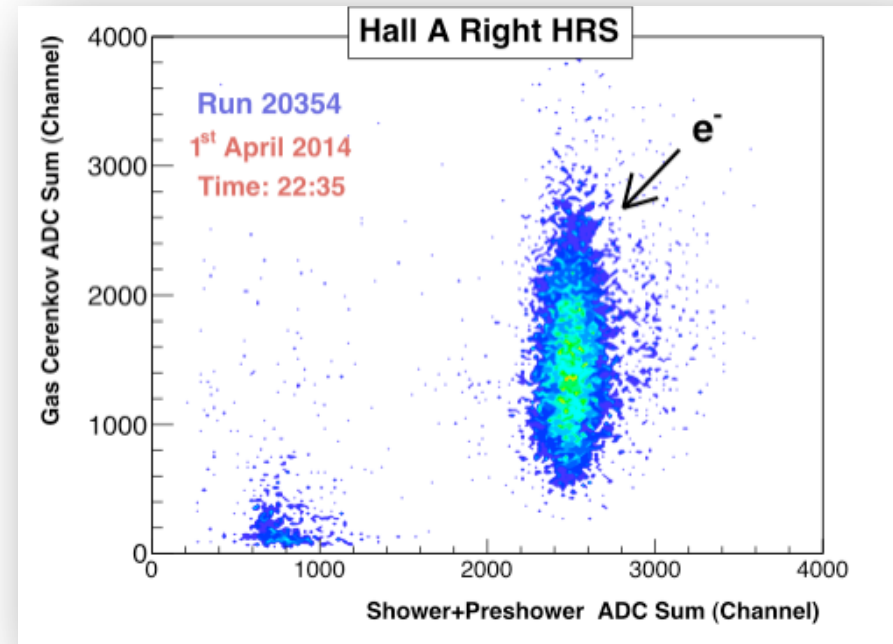 Hall A Right HRS
Gas Cerenkov ADC Sum (Channel)
4000
3000
2000
1000
0
Run 20354
1st April 2014
Time: 22:35
e-
0 1000 2000 3000 4000
Shower+Preshower ADC Sum (Channel)